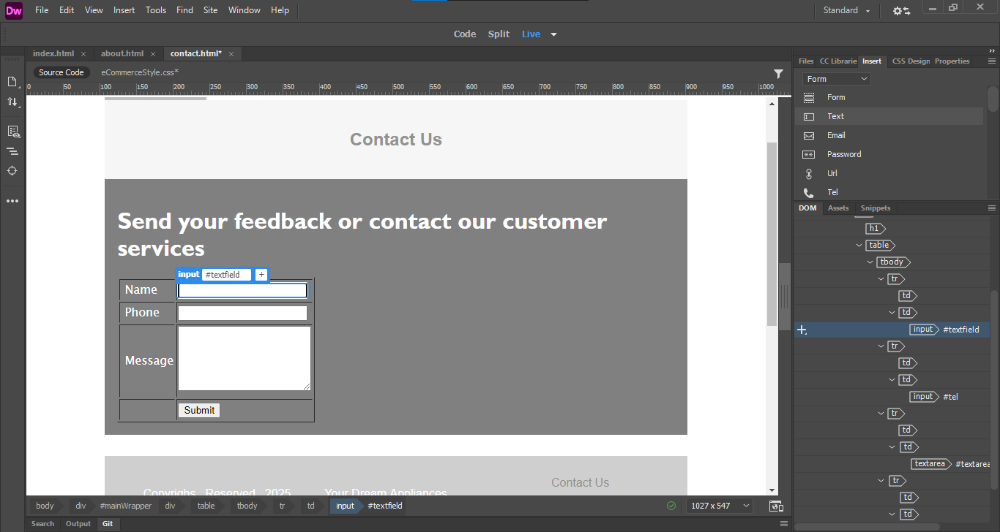 Dw File Edit View Insert Tools Find Site Window Help Standard
Code Split Live
index.html × about.html × contact.html* ×
Source Code eCommerceStyle.css*
0 50 100 150 200 250 300 350 400 450 500 550 600 650 700 750 800 850 900 950 1000
Contact Us
Send your feedback or contact our customer
services
input #textfield +
Name
Phone
Message
Submit
Contact Us
Copyrighs Reserved 2025 Your Dream Appliances
body div #mainWrapper div table tbody tr td input #textfield 1027 x 547
Search Output Git
Files CC Librarie Insert CSS Design Properties
Form
Form
Text
Email
Password
Url
Tel
DOM Assets Snippets
h1
table
tbody
tr
td
td
input #textfield
tr
td
td
input #tel
tr
td
td
textarea #textarea
tr
td
td